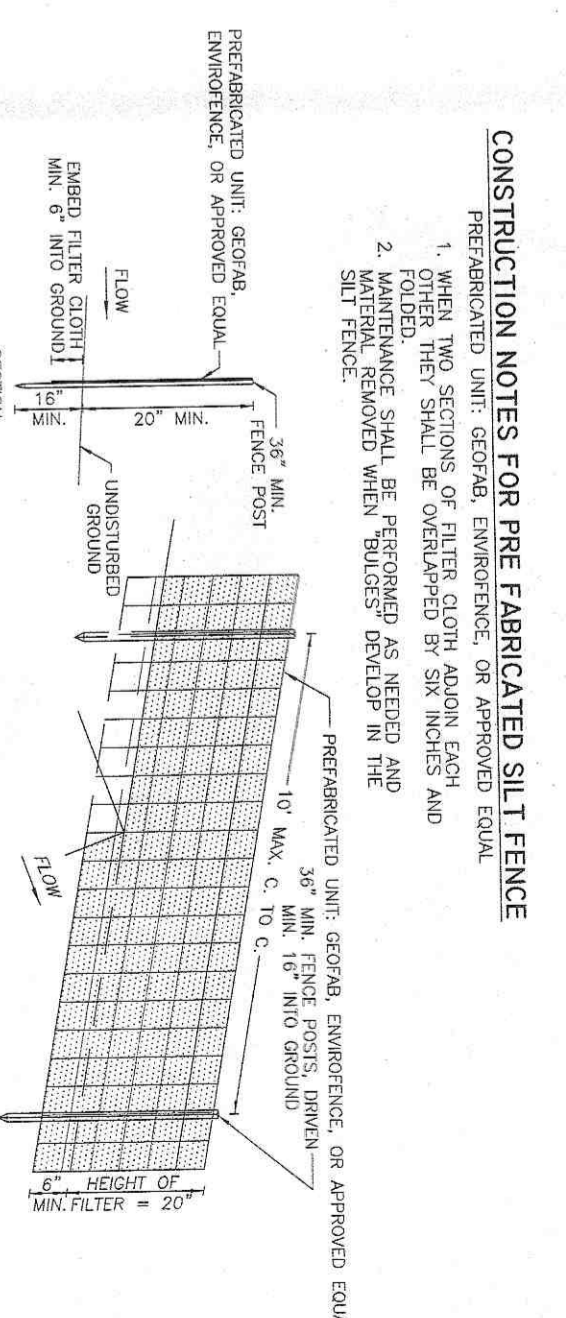 CONSTRUCTION NOTES FOR PRE FABRICATED SILT FENCE
PREFABRICATED UNIT: GEOFAB, ENVIROFENCE, OR APPROVED EQUAL
1. WHEN TWO SECTIONS OF FILTER CLOTH ADJOIN EACH
OTHER THEY SHALL BE OVERLAPPED BY SIX INCHES AND
FOLDED.
2. MAINTENANCE SHALL BE PERFORMED AS NEEDED AND
MATERIAL REMOVED WHEN "BULGES" DEVELOP IN THE
SILT FENCE.
PREFABRICATED UNIT: GEOFAB,
ENVIROFENCE, OR APPROVED EQUAL
36" MIN.
FENCE POST
FLOW
20" MIN.
EMBED FILTER CLOTH
MIN. 6" INTO GROUND
16"
MIN.
UNDISTURBED
GROUND
PREFABRICATED UNIT: GEOFAB, ENVIROFENCE, OR APPROVED
36" MIN. FENCE POSTS, DRIVEN
MIN. 16" INTO GROUND
10' MAX. C. TO C.
FLOW
HEIGHT OF
FILTER = 20"
6"
MIN.